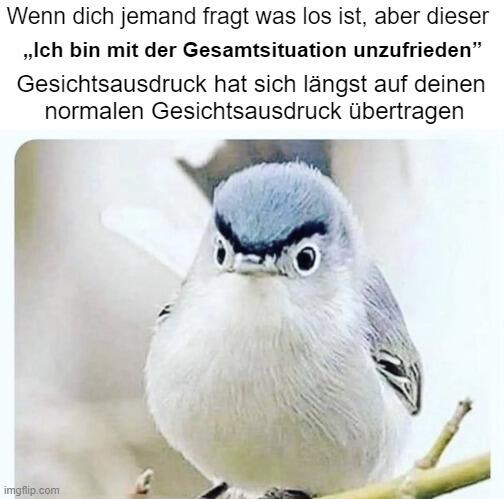 Wenn dich jemand fragt was los ist, aber dieser
„Ich bin mit der Gesamtsituation unzufrieden”
Gesichtsausdruck hat sich längst auf deinen
normalen Gesichtsausdruck übertragen
imgflip.com